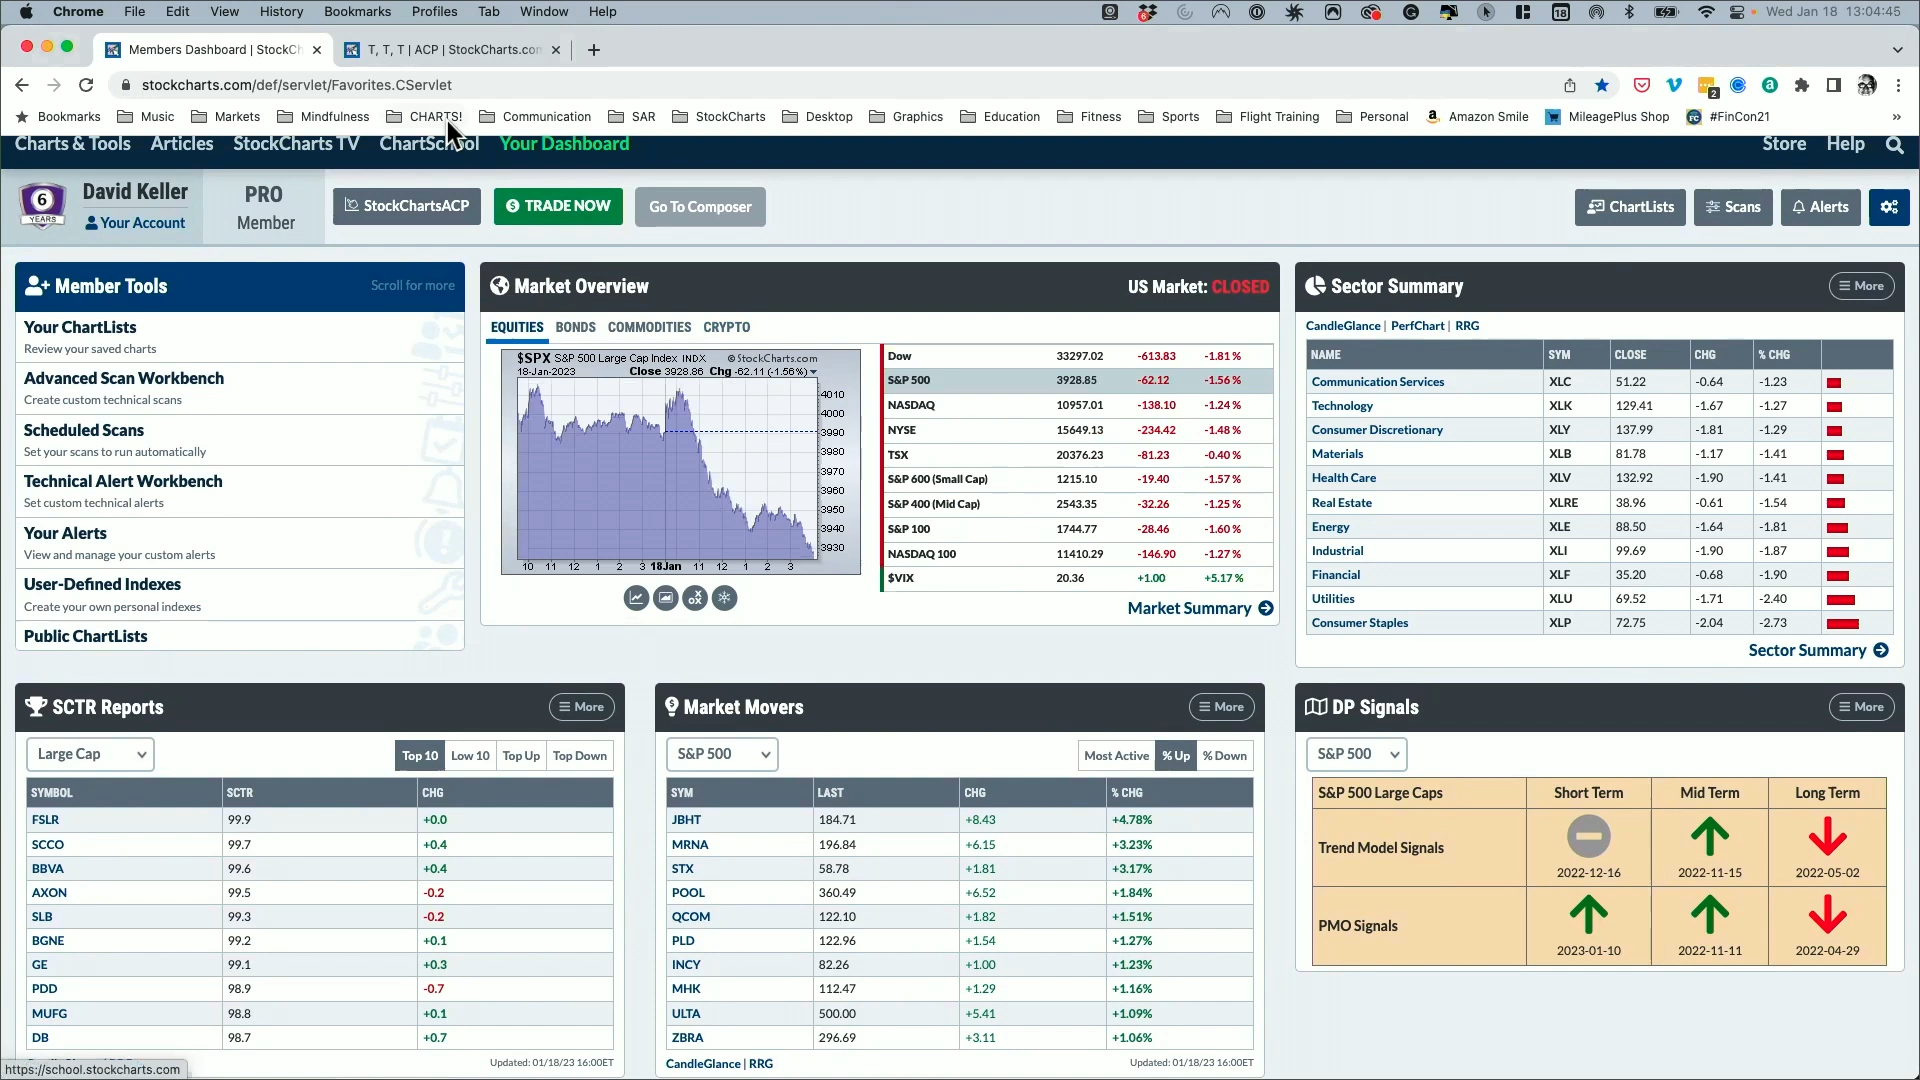 Chrome File Edit View History Bookmarks Profiles Tab Window Help
6 18 Wed Jan 18 13:04:45
Members Dashboard | StockCh T, T, T | ACP | StockCharts.com
stockcharts.com/def/servlet/Favorites.CServlet 2
Bookmarks Music Markets Mindfulness CHARTS! Communication SAR StockCharts Desktop Graphics Education Fitness Sports Flight Training Personal Amazon Smile MileagePlus Shop #FinCon21 »
Charts & Tools Articles StockCharts TV ChartSchool Your Dashboard Store Help
6 YEARS
David Keller
Your Account
PRO
Member
StockChartsACP TRADE NOW Go To Composer ChartLists Scans Alerts
Member Tools Scroll for more
Your ChartLists
Review your saved charts
Advanced Scan Workbench
Create custom technical scans
Scheduled Scans
Set your scans to run automatically
Technical Alert Workbench
Set custom technical alerts
Your Alerts
View and manage your custom alerts
User-Defined Indexes
Create your own personal indexes
Public ChartLists
Market Overview US Market: CLOSED
EQUITIES BONDS COMMODITIES CRYPTO
$SPX S&P 500 Large Cap Index INDX © StockCharts.com
18-Jan-2023 Close 3928.86 Chg -62.11 (-1.56%)
4010
4000
3990
3980
3970
3960
3950
3940
3930
10 11 12 1 2 3 18Jan 11 12 1 2 3
Dow 33297.02 -613.83 -1.81 %
S&P 500 3928.85 -62.12 -1.56 %
NASDAQ 10957.01 -138.10 -1.24 %
NYSE 15649.13 -234.42 -1.48 %
TSX 20376.23 -81.23 -0.40 %
S&P 600 (Small Cap) 1215.10 -19.40 -1.57 %
S&P 400 (Mid Cap) 2543.35 -32.26 -1.25 %
S&P 100 1744.77 -28.46 -1.60 %
NASDAQ 100 11410.29 -146.90 -1.27 %
$VIX 20.36 +1.00 +5.17 %
Market Summary
Sector Summary More
CandleGlance | PerfChart | RRG
NAME SYM CLOSE CHG % CHG
Communication Services XLC 51.22 -0.64 -1.23
Technology XLK 129.41 -1.67 -1.27
Consumer Discretionary XLY 137.99 -1.81 -1.29
Materials XLB 81.78 -1.17 -1.41
Health Care XLV 132.92 -1.90 -1.41
Real Estate XLRE 38.96 -0.61 -1.54
Energy XLE 88.50 -1.64 -1.81
Industrial XLI 99.69 -1.90 -1.87
Financial XLF 35.20 -0.68 -1.90
Utilities XLU 69.52 -1.71 -2.40
Consumer Staples XLP 72.75 -2.04 -2.73
Sector Summary
SCTR Reports More
Large Cap Top 10 Low 10 Top Up Top Down
SYMBOL SCTR CHG
FSLR 99.9 +0.0
SCCO 99.7 +0.4
BBVA 99.6 +0.4
AXON 99.5 -0.2
SLB 99.3 -0.2
BGNE 99.2 +0.1
GE 99.1 +0.3
PDD 98.9 -0.7
MUFG 98.8 +0.1
DB 98.7 +0.7
Updated: 01/18/23 16:00ET
Market Movers More
S&P 500 Most Active % Up % Down
SYM LAST CHG % CHG
JBHT 184.71 +8.43 +4.78%
MRNA 196.84 +6.15 +3.23%
STX 58.78 +1.81 +3.17%
POOL 360.49 +6.52 +1.84%
QCOM 122.10 +1.82 +1.51%
PLD 122.96 +1.54 +1.27%
INCY 82.26 +1.00 +1.23%
MHK 112.47 +1.29 +1.16%
ULTA 500.00 +5.41 +1.09%
ZBRA 296.69 +3.11 +1.06%
CandleGlance | RRG Updated: 01/18/23 16:00ET
DP Signals More
S&P 500
S&P 500 Large Caps Short Term Mid Term Long Term
Trend Model Signals 2022-12-16 2022-11-15 2022-05-02
PMO Signals 2023-01-10 2022-11-11 2022-04-29
https://school.stockcharts.com